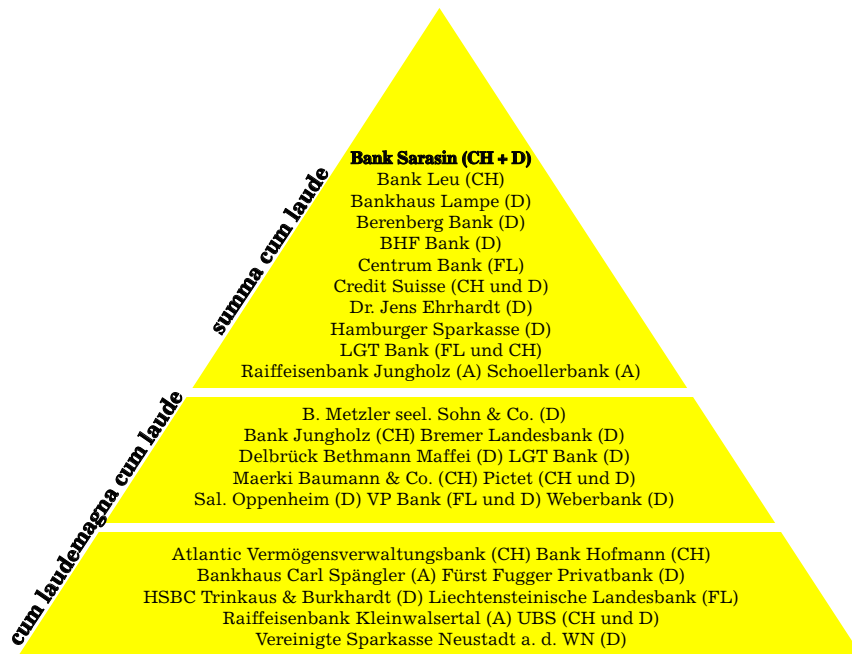 Bank Sarasin (CH + D)
Bank Leu (CH)
Bankhaus Lampe (D)
Berenberg Bank (D)
BHF Bank (D)
Centrum Bank (FL)
Credit Suisse (CH und D)
Dr. Jens Ehrhardt (D)
Hamburger Sparkasse (D)
LGT Bank (FL und CH)
Raiffeisenbank Jungholz (A) Schoellerbank (A)
summa cum laude
B. Metzler seel. Sohn & Co. (D)
Bank Jungholz (CH) Bremer Landesbank (D)
Delbrück Bethmann Maffei (D) LGT Bank (D)
Maerki Baumann & Co. (CH) Pictet (CH und D)
Sal. Oppenheim (D) VP Bank (FL und D) Weberbank (D)
magna cum laude
Atlantic Vermögensverwaltungsbank (CH) Bank Hofmann (CH)
Bankhaus Carl Spängler (A) Fürst Fugger Privatbank (D)
HSBC Trinkaus & Burkhardt (D) Liechtensteinische Landesbank (FL)
Raiffeisenbank Kleinwalsertal (A) UBS (CH und D)
Vereinigte Sparkasse Neustadt a. d. WN (D)
cum laude